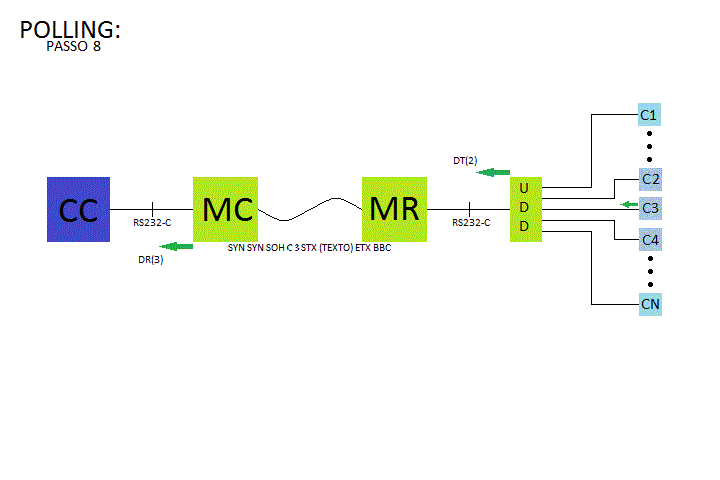 POLLING:
PASSO 8
C1
DT(2)
C2
U
D
D
CC
MC
MR
C3
RS232-C
RS232-C
C4
SYN SYN SOH C 3 STX (TEXTO) ETX BBC
DR(3)
CN